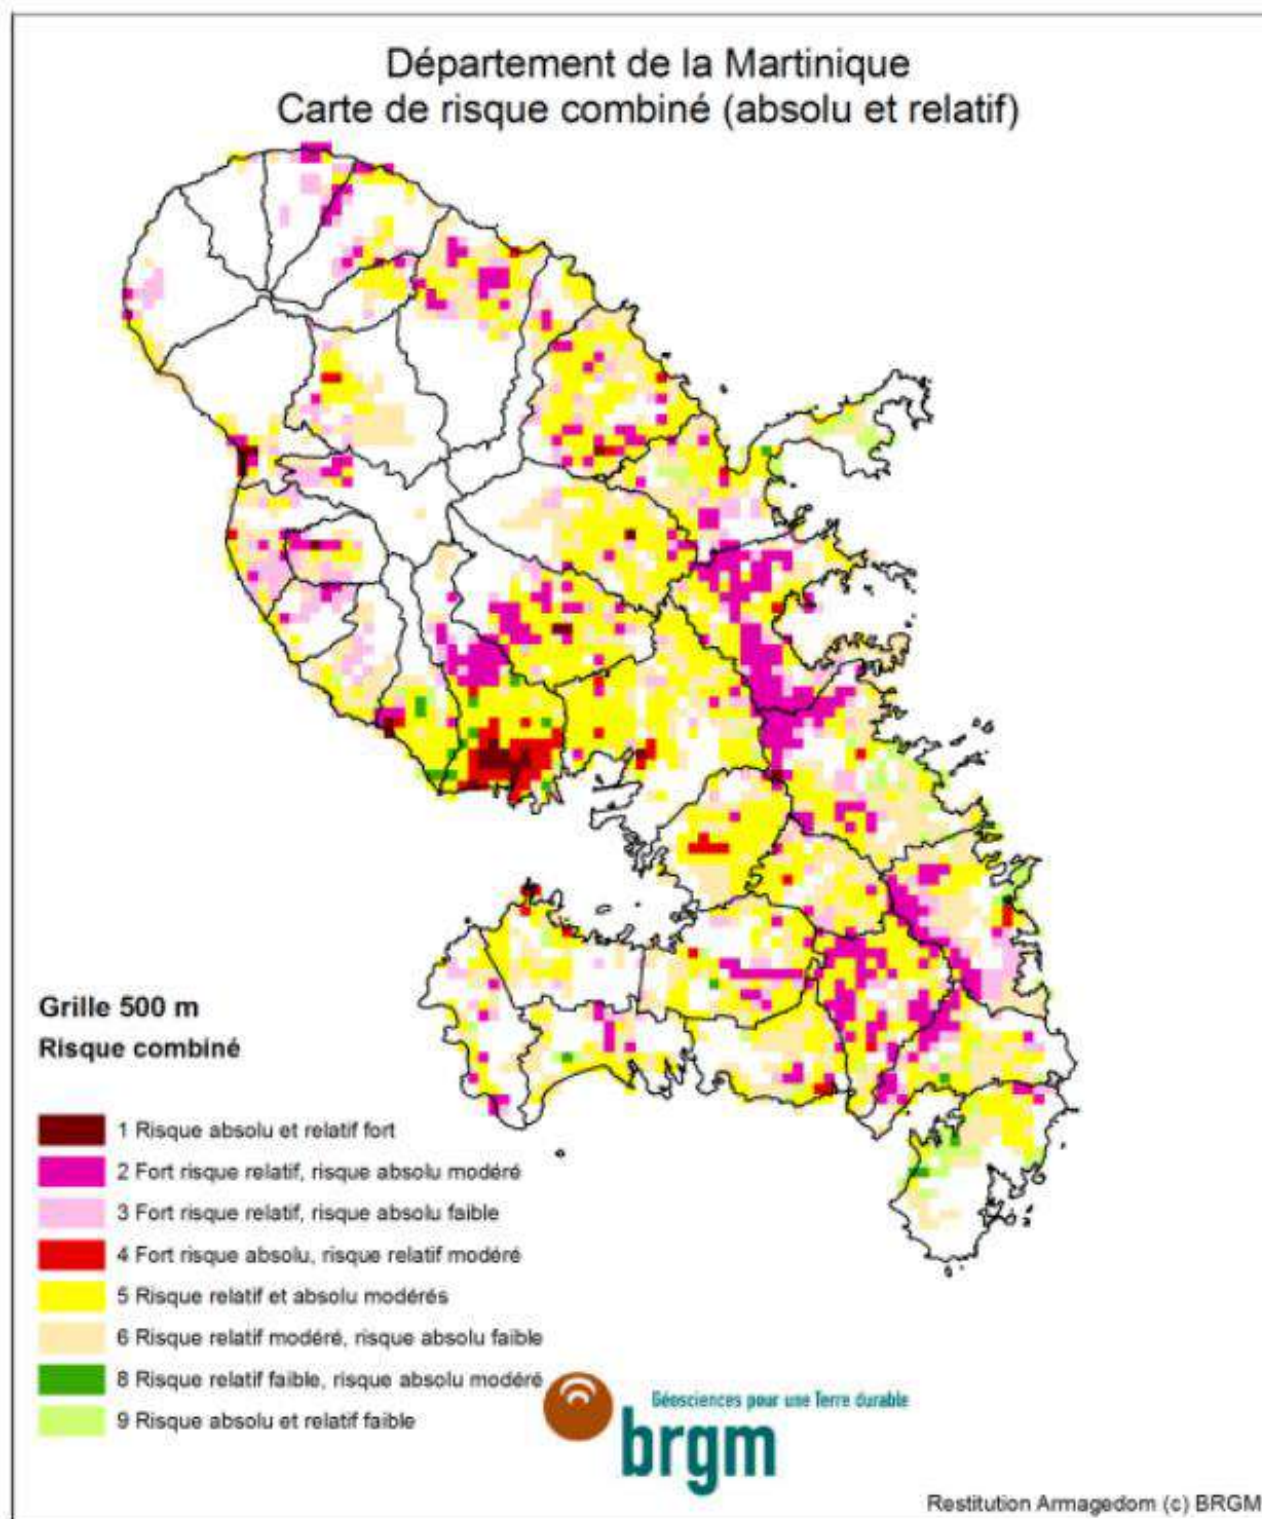 Département de la Martinique
Carte de risque combiné (absolu et relatif)
Grille 500 m
Risque combiné
1 Risque absolu et relatif fort
2 Fort risque relatif, risque absolu modéré
3 Fort risque relatif, risque absolu faible
4 Fort risque absolu, risque relatif modéré
5 Risque relatif et absolu modérés
6 Risque relatif modéré, risque absolu faible
8 Risque relatif faible, risque absolu modéré
9 Risque absolu et relatif faible
Géosciences pour une Terre durable
brgm
Restitution Armagedom (c) BRGM